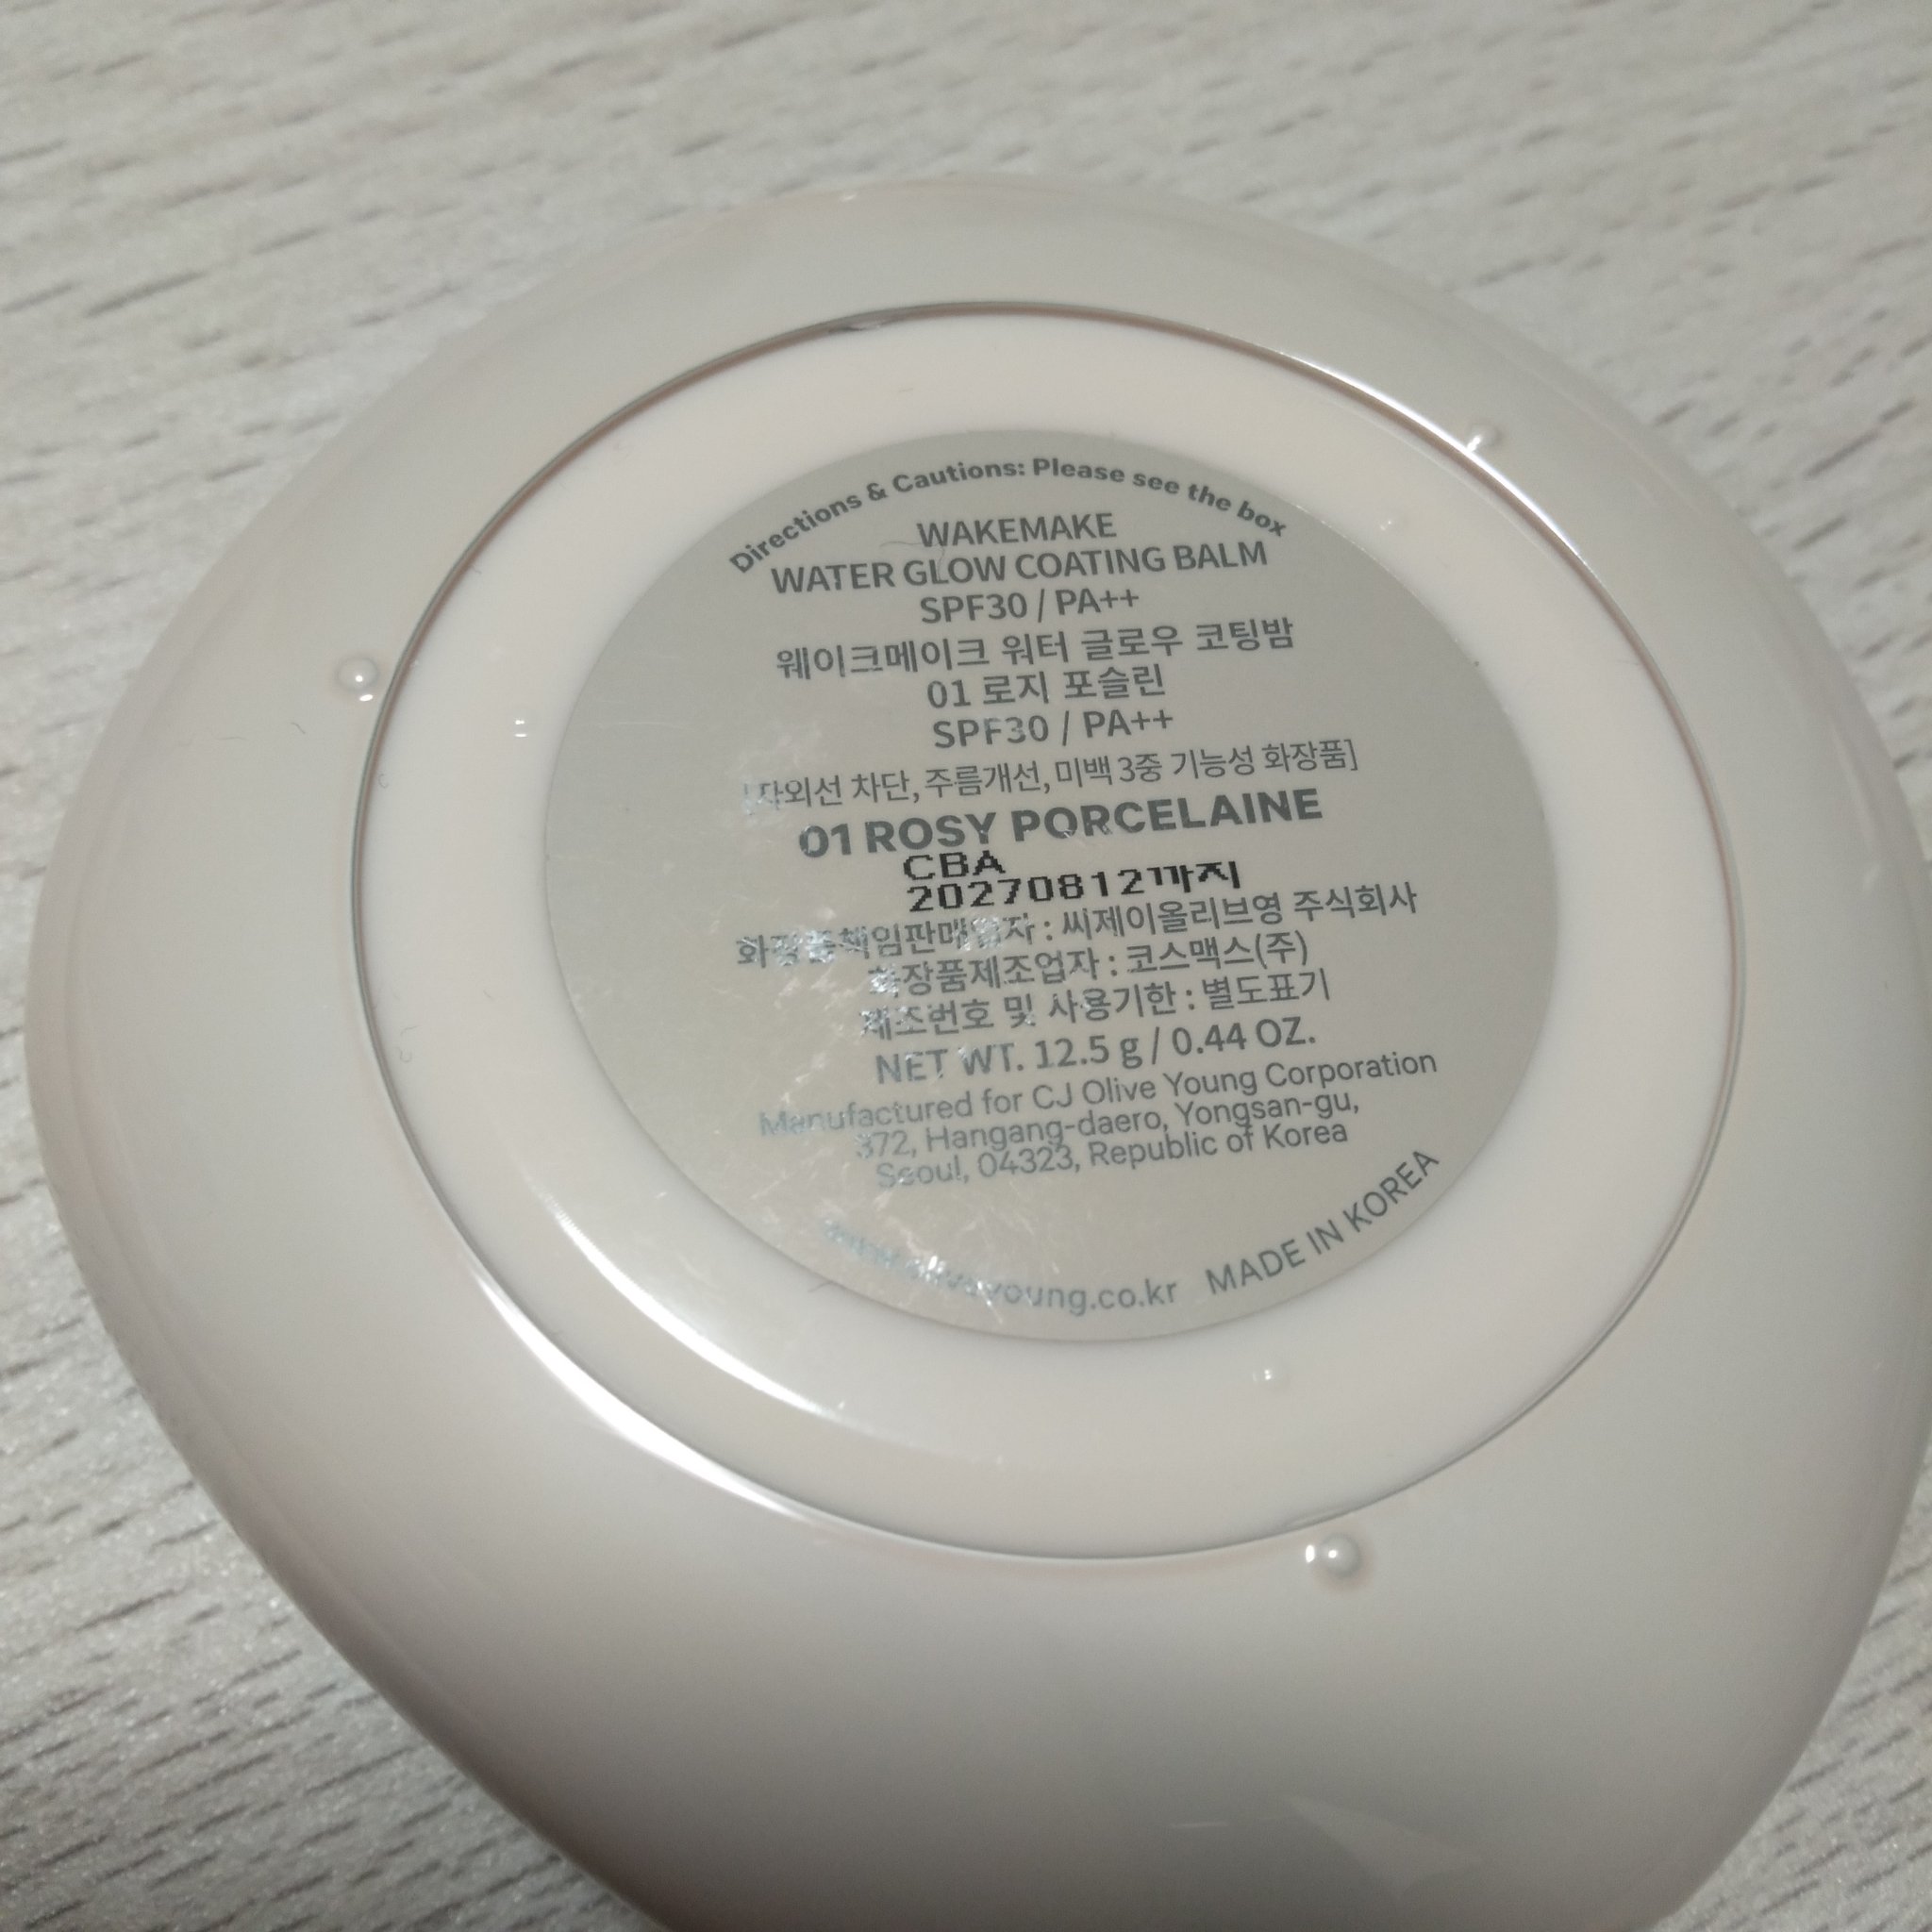 Directions & Cautions: Please see the box
WAKEMAKE
WATER GLOW COATING BALM
SPF30 / PA++
웨이크메이크 워터 글로우 코팅밤
01 로지 포슬린
SPF30 / PA++
[자외선 차단, 주름개선, 미백 3중 기능성 화장품]
01 ROSY PORCELAINE
CBA
20270812까지
화장품책임판매업자 : 씨제이올리브영 주식회사
화장품제조업자 : 코스맥스(주)
제조번호 및 사용기한 : 별도표기
NET WT. 12.5 g / 0.44 OZ.
Manufactured for CJ Olive Young Corporation
372, Hangang-daero, Yongsan-gu,
Seoul, 04323, Republic of Korea
www.oliveyoung.co.kr MADE IN KOREA